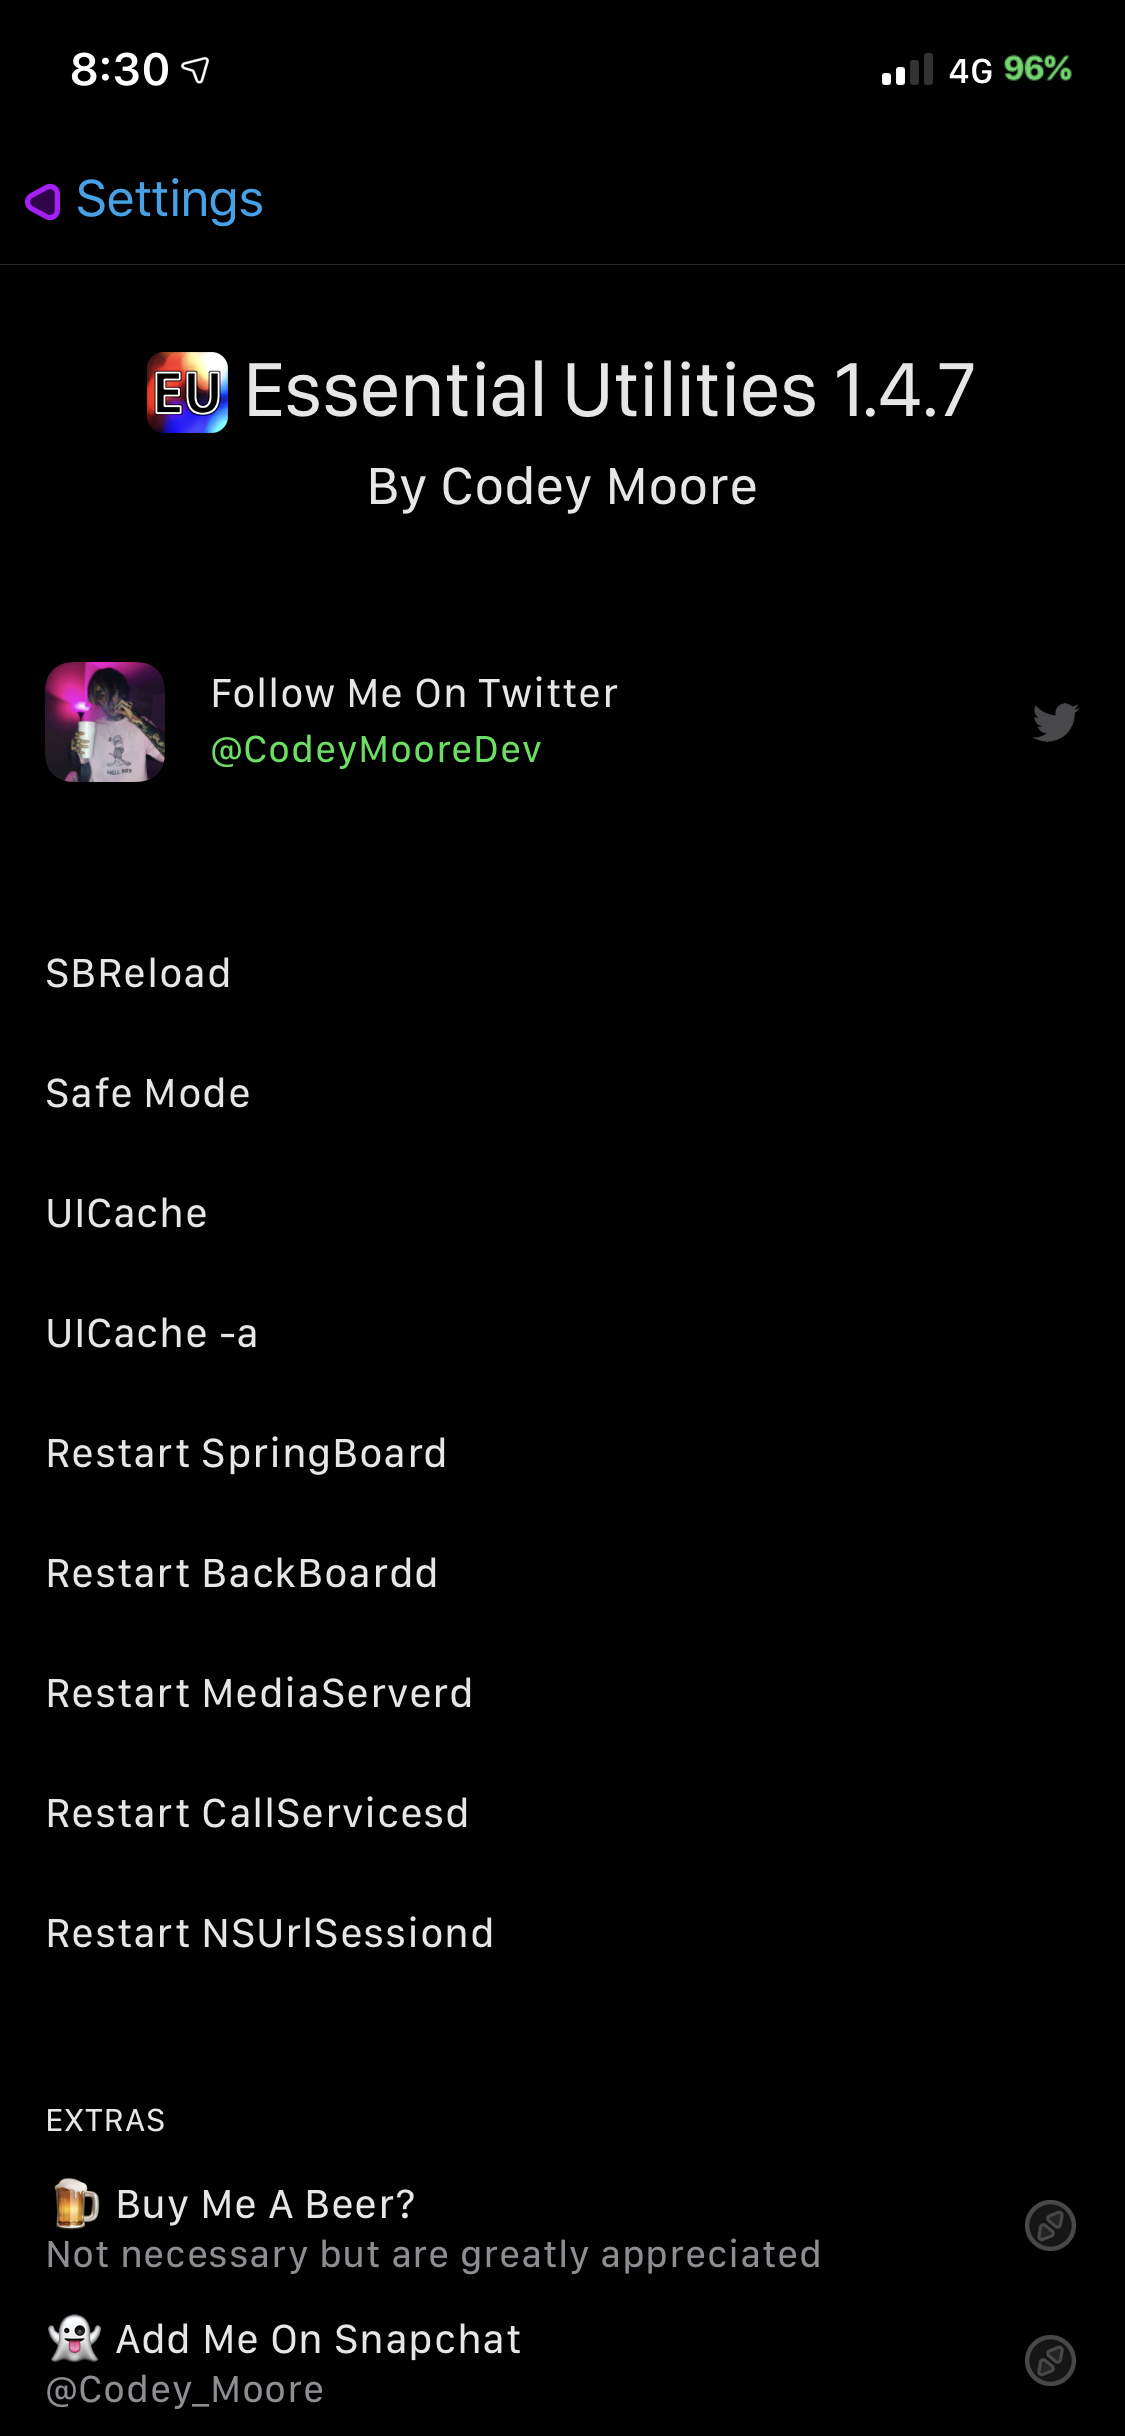 8:30
4G 96%
Settings
EU Essential Utilities 1.4.7
By Codey Moore
Follow Me On Twitter
@CodeyMooreDev
SBReload
Safe Mode
UICache
UICache -a
Restart SpringBoard
Restart BackBoardd
Restart MediaServerd
Restart CallServicesd
Restart NSUrlSessiond
EXTRAS
Buy Me A Beer?
Not necessary but are greatly appreciated
Add Me On Snapchat
@Codey_Moore